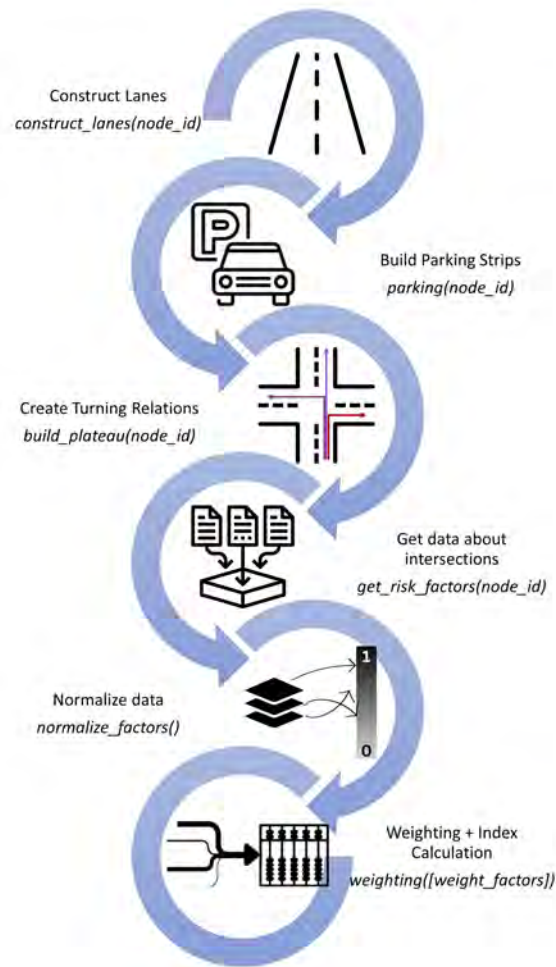 Construct Lanes
construct_lanes(node_id)
P
Build Parking Strips
parking(node_id)
Create Turning Relations
build_plateau(node_id)
Get data about
intersections
get_risk_factors(node_id)
1
Normalize data
normalize_factors()
0
Weighting + Index
Calculation
weighting([weight_factors])